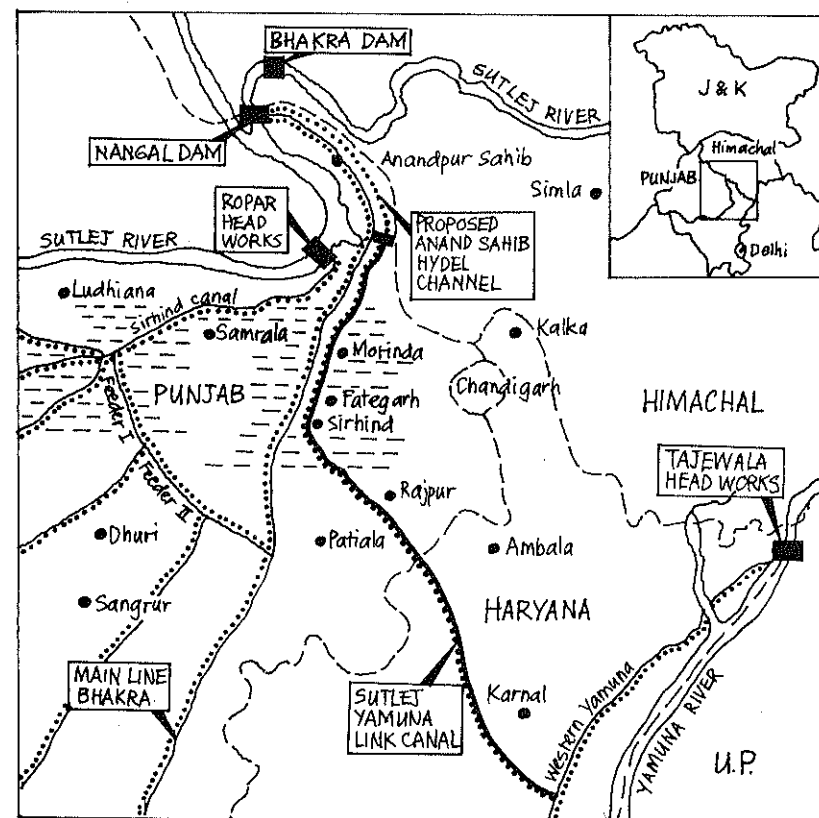 BHAKRA DAM
SUTLEJ RIVER
NANGAL DAM
Anandpur Sahib
Simla
ROPAR
HEAD
WORKS
PROPOSED
ANAND SAHIB
HYDEL
CHANNEL
SUTLEJ RIVER
J & K
Himachal
PUNJAB
Delhi
Ludhiana
Sirhind canal
Samrala
Morinda
Kalka
Chandigarh
PUNJAB
Fategarh
Sirhind
HIMACHAL
Feeder I
Feeder II
TAJEWALA
HEAD WORKS
Rajpur
Dhuri
Patiala
Ambala
Sangrur
HARYANA
MAIN LINE
BHAKRA.
SUTLEJ
YAMUNA
LINK CANAL
Karnal
Western Yamuna
YAMUNA RIVER
U.P.